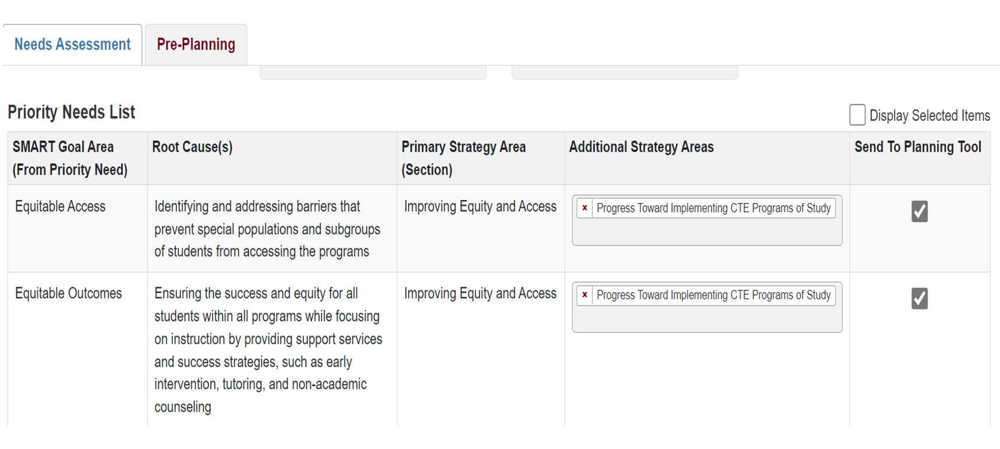 Needs Assessment
Pre-Planning
Priority Needs List
Display Selected Items
SMART Goal Area
(From Priority Need)
Root Cause(s)
Primary Strategy Area
(Section)
Additional Strategy Areas
Send To Planning Tool
Equitable Access
Identifying and addressing barriers that
prevent special populations and subgroups
of students from accessing the programs
Improving Equity and Access
× Progress Toward Implementing CTE Programs of Study
Equitable Outcomes
Ensuring the success and equity for all
students within all programs while focusing
on instruction by providing support services
and success strategies, such as early
intervention, tutoring, and non-academic
counseling
Improving Equity and Access
× Progress Toward Implementing CTE Programs of Study